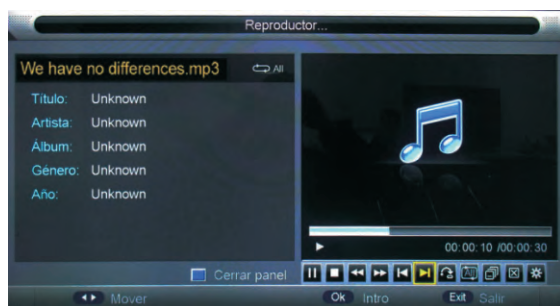 Reproductor...
We have no differences.mp3
All
Título: Unknown
Artista: Unknown
Álbum: Unknown
Género: Unknown
Año: Unknown
00:00:10 /00:00:30
All
Cerrar panel
Mover
Ok Intro
Exit Salir